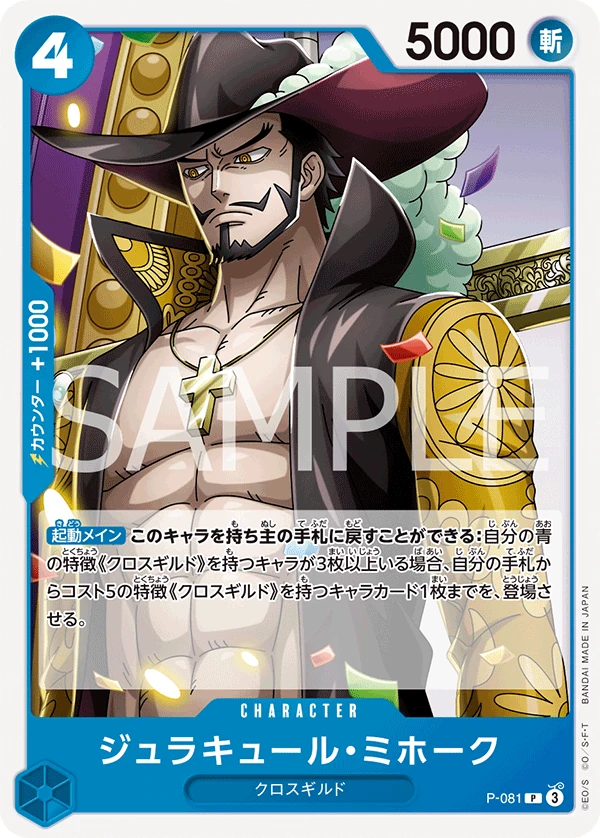 4
5000
斬
カウンター +1000
SAMPLE
起動メイン このキャラを持ち主の手札に戻すことができる：自分の青
の特徴《クロスギルド》を持つキャラが3枚以上いる場合、自分の手札か
らコスト5の特徴《クロスギルド》を持つキャラカード1枚までを、登場さ
せる。
CHARACTER
ジュラキュール・ミホーク
クロスギルド
P-081 P 3
©E.O/S ©O/S・F・T BANDAI MADE IN JAPAN